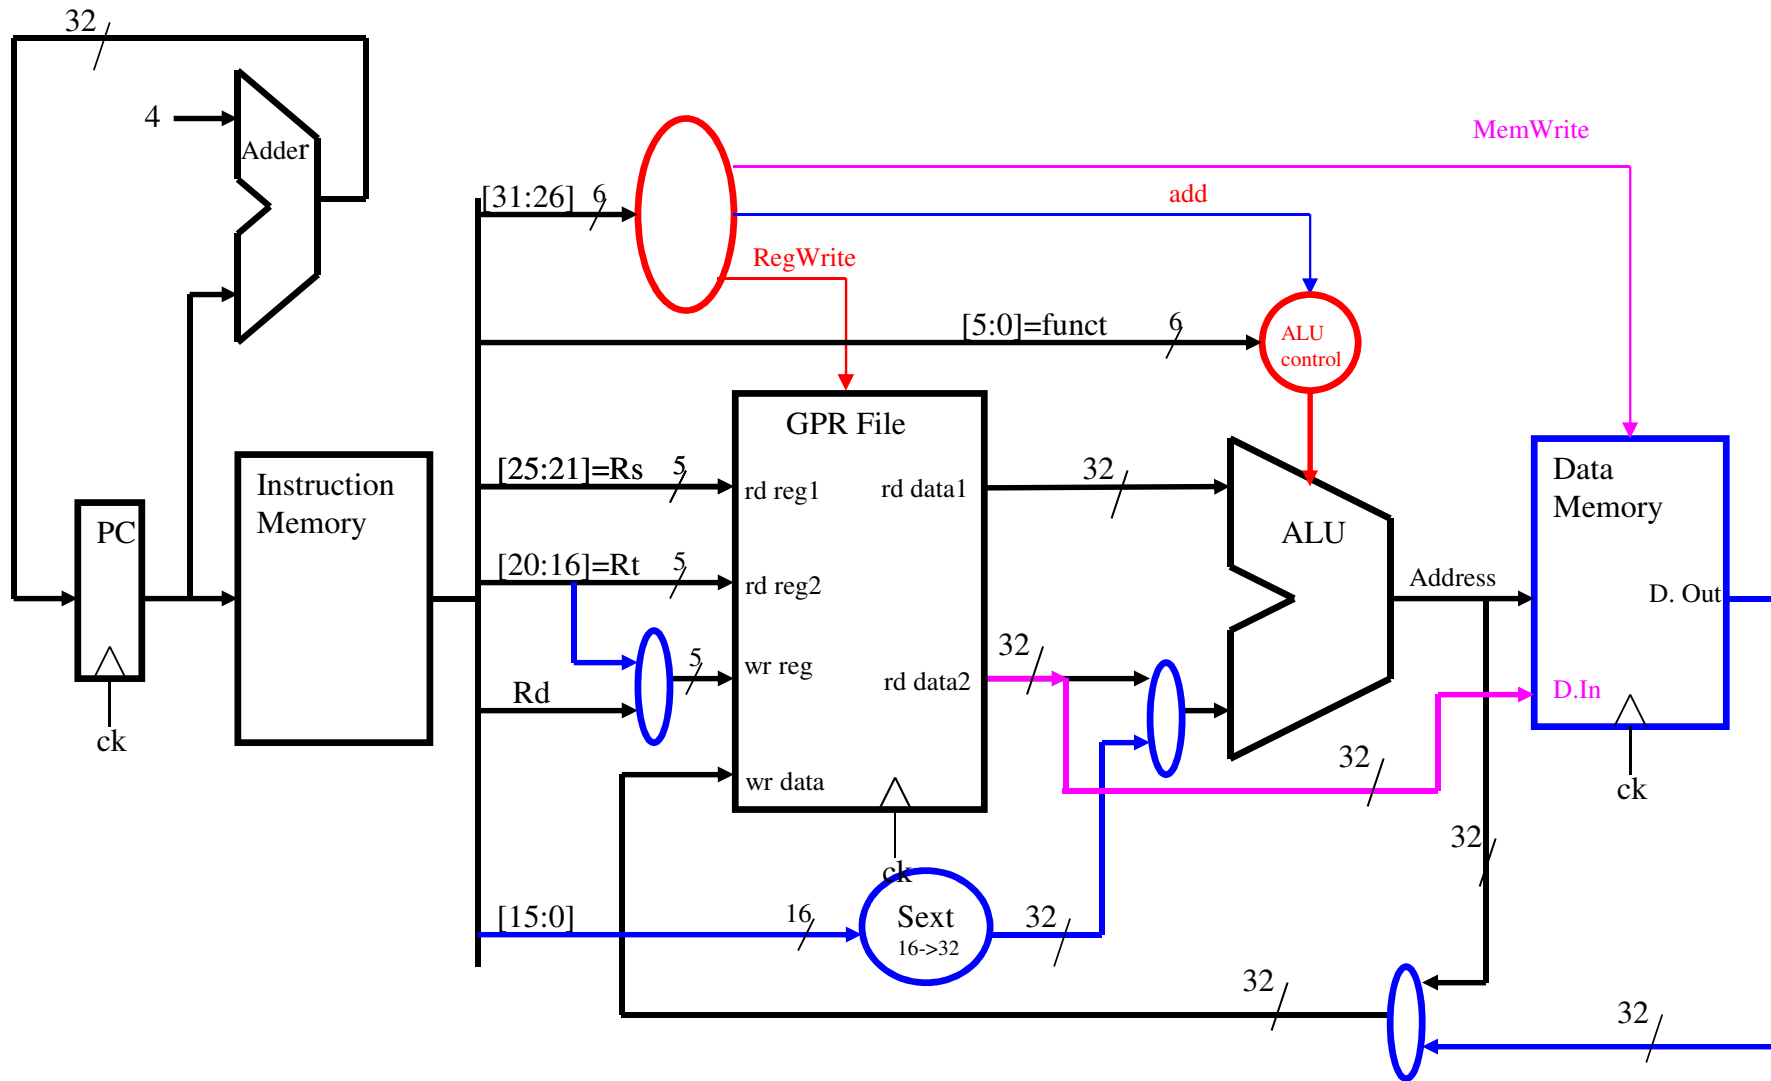 32
4
Adder
MemWrite
[31:26]
6
add
RegWrite
[5:0]=funct
6
ALU
control
GPR File
Instruction
Memory
[25:21]=Rs
5
rd reg1
rd data1
32
Data
Memory
PC
ALU
[20:16]=Rt
5
rd reg2
Address
D. Out
32
wr reg
5
rd data2
Rd
D.In
ck
wr data
32
ck
32
ck
[15:0]
16
Sext
16->32
32
32
32